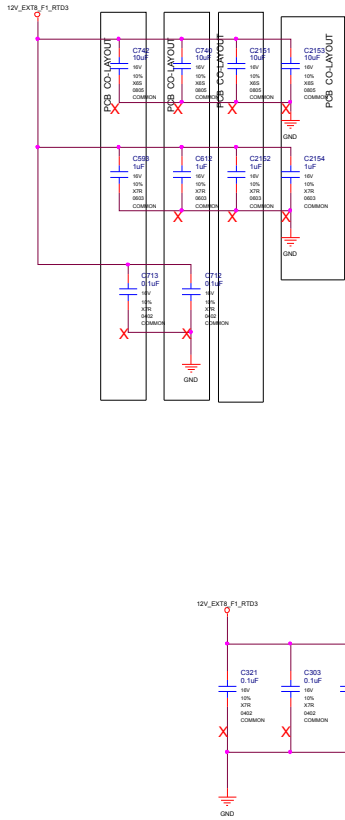 12V_EXT8_F1_RTD3
PCB CO-LAYOUT
PCB CO-LAYOUT
PCB CO-LAYOUT
PCB CO-LAYOUT
C742
10uF
16V
10%
X6S
0805
COMMON
C740
10uF
16V
10%
X6S
0805
COMMON
C2151
10uF
16V
10%
X6S
0805
COMMON
C2153
10uF
16V
10%
X6S
0805
COMMON
GND
C593
1uF
16V
10%
X7R
0603
COMMON
C612
1uF
16V
10%
X7R
0603
COMMON
C2152
1uF
16V
10%
X7R
0603
COMMON
C2154
1uF
16V
10%
X7R
0603
COMMON
GND
C713
0.1uF
16V
10%
X7R
0402
COMMON
C712
0.1uF
16V
10%
X7R
0402
COMMON
GND
12V_EXT8_F1_RTD3
C321
0.1uF
16V
10%
X7R
0402
COMMON
C303
0.1uF
16V
10%
X7R
0402
COMMON
GND